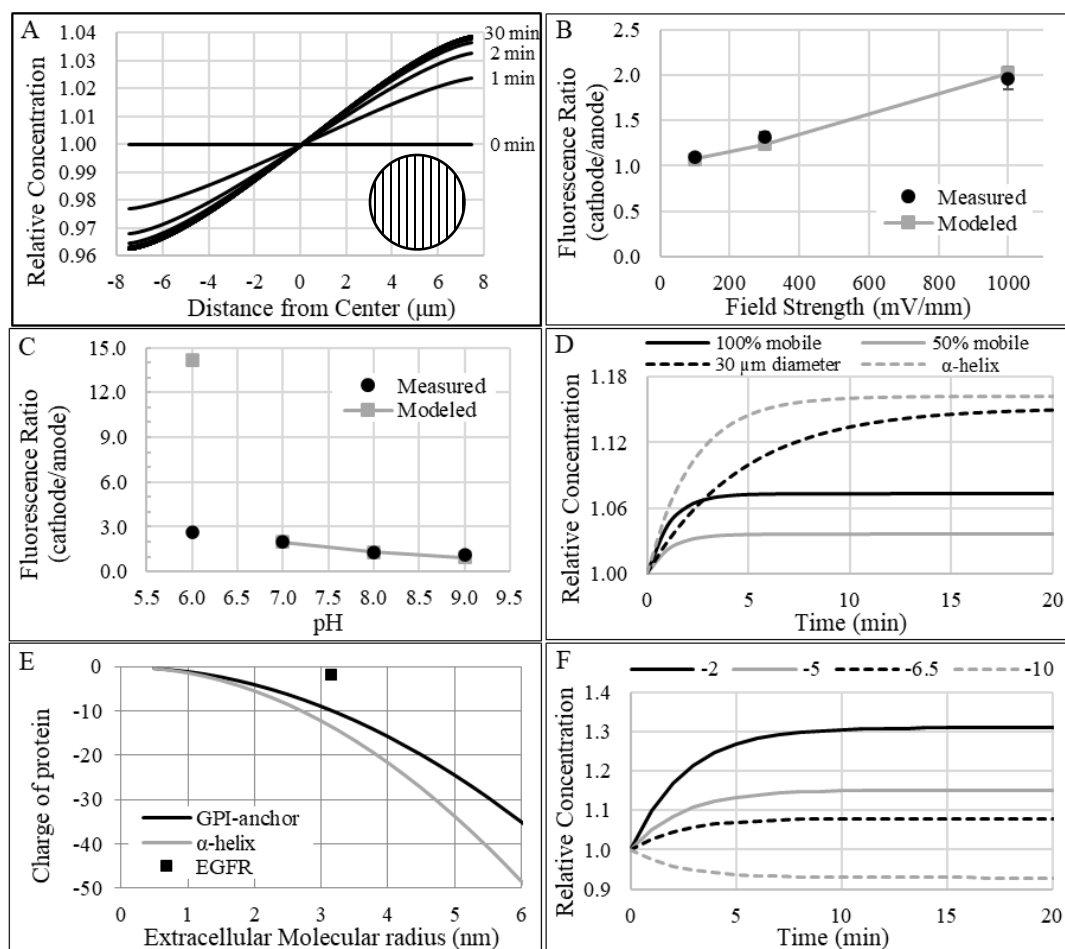 A
Relative Concentration
1.04
1.03
1.02
1.01
1.00
0.99
0.98
0.97
0.96
30 min
2 min
1 min
0 min
-8 -6 -4 -2 0 2 4 6 8
Distance from Center (µm)
B
Fluorescence Ratio
(cathode/anode)
2.5
2.0
1.5
1.0
0.5
0.0
Measured
Modeled
0 200 400 600 800 1000
Field Strength (mV/mm)
C
Fluorescence Ratio
(cathode/anode)
15.0
12.0
9.0
6.0
3.0
0.0
Measured
Modeled
5.5 6.0 6.5 7.0 7.5 8.0 8.5 9.0 9.5
pH
D
100% mobile 50% mobile
30 µm diameter α-helix
Relative Concentration
1.18
1.12
1.06
1.00
0 5 10 15 20
Time (min)
E
Charge of protein
0
-10
-20
-30
-40
-50
GPI-anchor
α-helix
EGFR
0 1 2 3 4 5 6
Extracellular Molecular radius (nm)
F
-2 -5 -6.5 -10
Relative Concentration
1.4
1.3
1.2
1.1
1.0
0.9
0 5 10 15 20
Time (min)